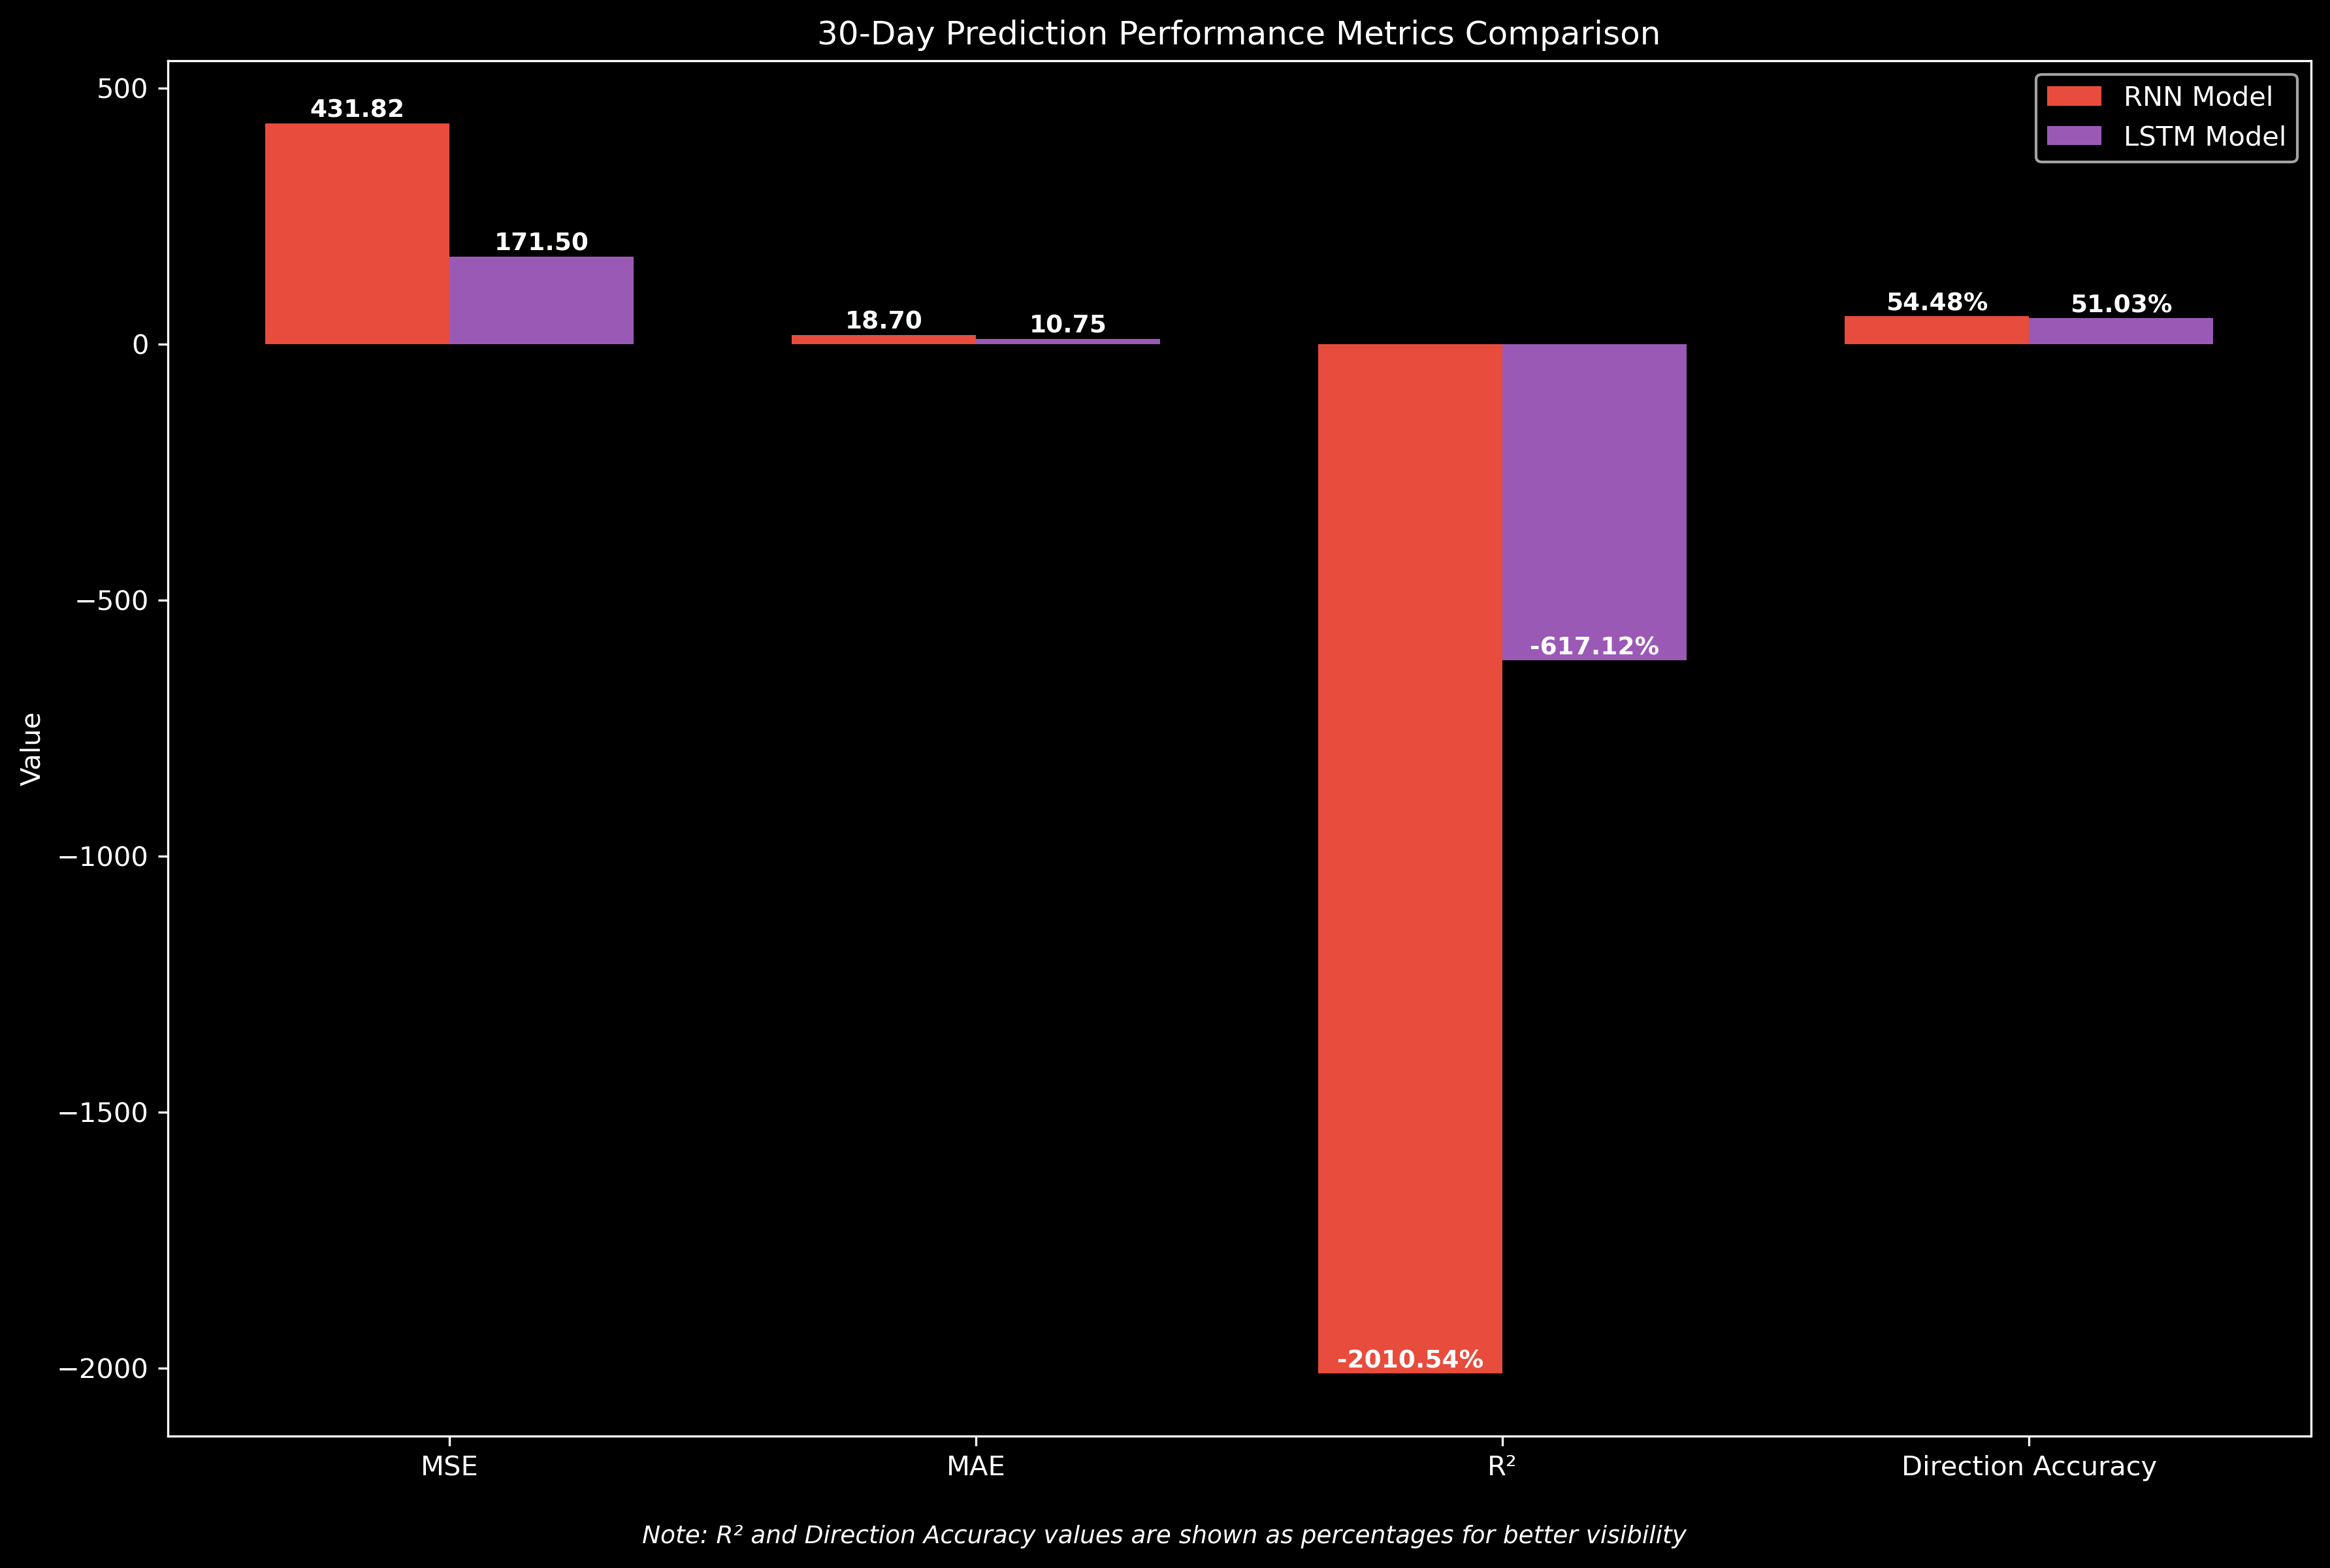 30-Day Prediction Performance Metrics Comparison
RNN Model
LSTM Model
500
0
−500
−1000
−1500
−2000
Value
431.82
171.50
18.70
10.75
-2010.54%
-617.12%
54.48%
51.03%
MSE
MAE
R²
Direction Accuracy
Note: R² and Direction Accuracy values are shown as percentages for better visibility